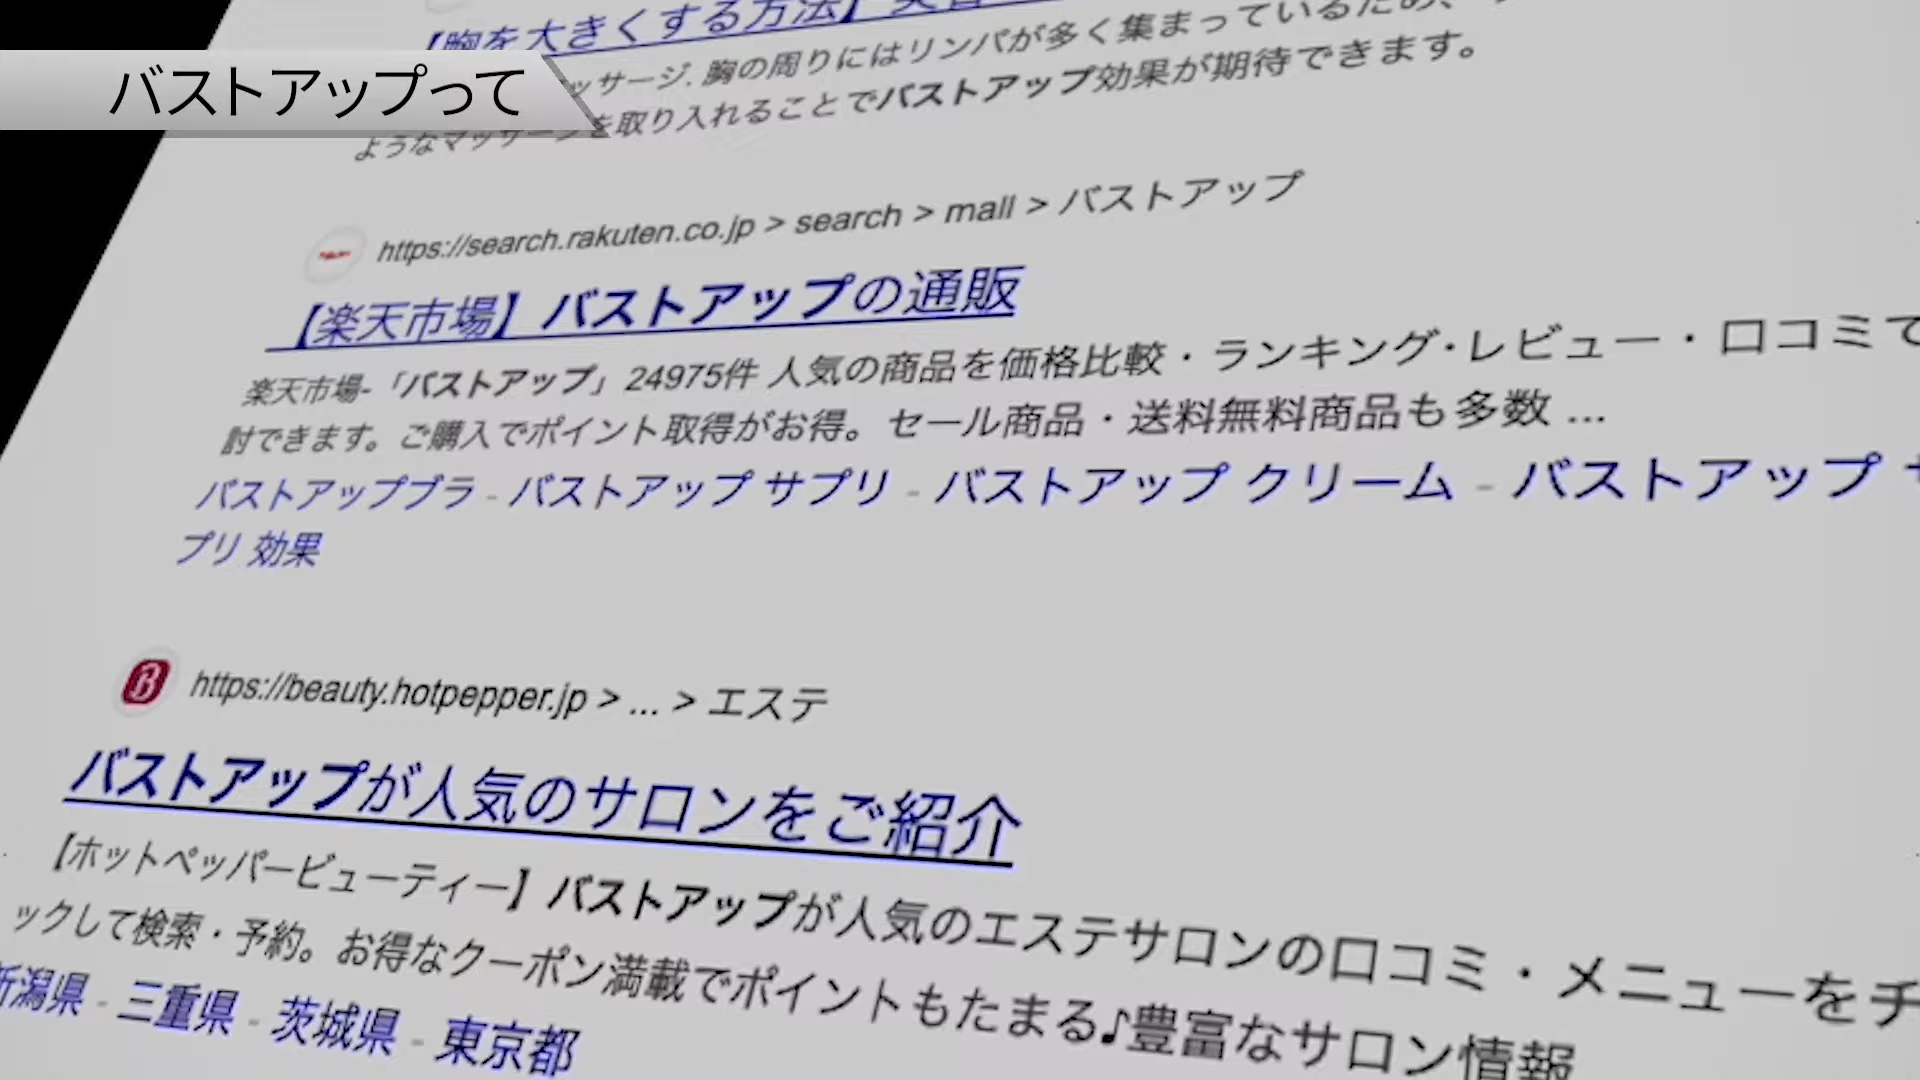 バストアップって
【胸を大きくする方法】
ッサージ. 胸の周りにはリンパが多く集まっているため、
ようなマッサージを取り入れることでバストアップ効果が期待できます。
https://search.rakuten.co.jp > search > mall > バストアップ
【楽天市場】バストアップの通販
楽天市場-「バストアップ」24975件 人気の商品を価格比較・ランキング・レビュー・口コミで
討できます。ご購入でポイント取得がお得。セール商品・送料無料商品も多数 ...
バストアップブラ - バストアップ サプリ - バストアップ クリーム - バストアップ サ
プリ 効果
https://beauty.hotpepper.jp > ... > エステ
バストアップが人気のサロンをご紹介
【ホットペッパービューティー】バストアップが人気のエステサロンの口コミ・メニューをチ
ックして検索・予約。お得なクーポン満載でポイントもたまる♪豊富なサロン情報
新潟県 - 三重県 - 茨城県 - 東京都